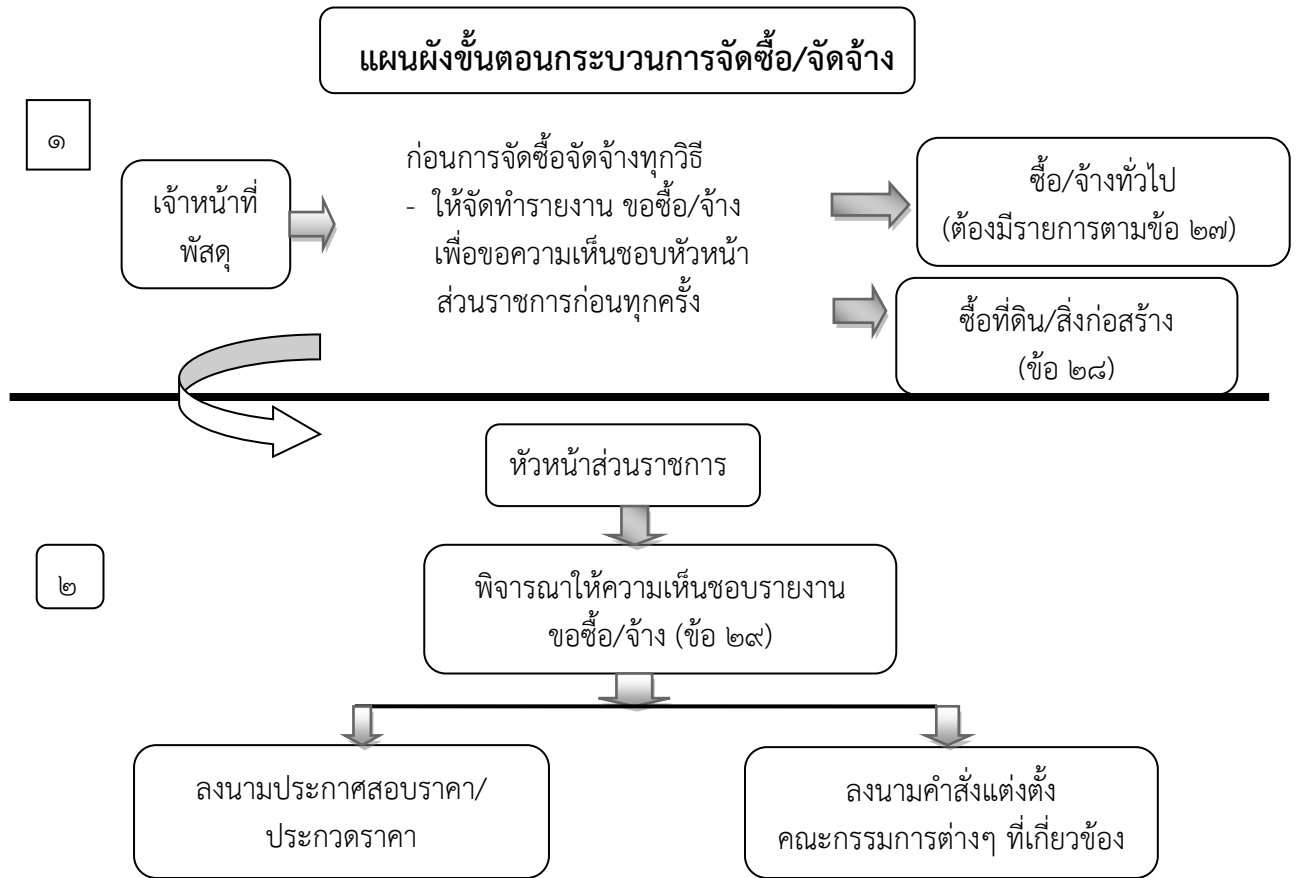 แผนผังขั้นตอนกระบวนการจัดซื้อ/จัดจ้าง
๑
เจ้าหน้าที่
พัสดุ
ก่อนการจัดซื้อจัดจ้างทุกวิธี
- ให้จัดทำรายงาน ขอซื้อ/จ้าง
เพื่อขอความเห็นชอบหัวหน้า
ส่วนราชการก่อนทุกครั้ง
ซื้อ/จ้างทั่วไป
(ต้องมีรายการตามข้อ ๒๗)
ซื้อที่ดิน/สิ่งก่อสร้าง
(ข้อ ๒๘)
หัวหน้าส่วนราชการ
๒
พิจารณาให้ความเห็นชอบรายงาน
ขอซื้อ/จ้าง (ข้อ ๒๙)
ลงนามประกาศสอบราคา/
ประกวดราคา
ลงนามคำสั่งแต่งตั้ง
คณะกรรมการต่างๆ ที่เกี่ยวข้อง